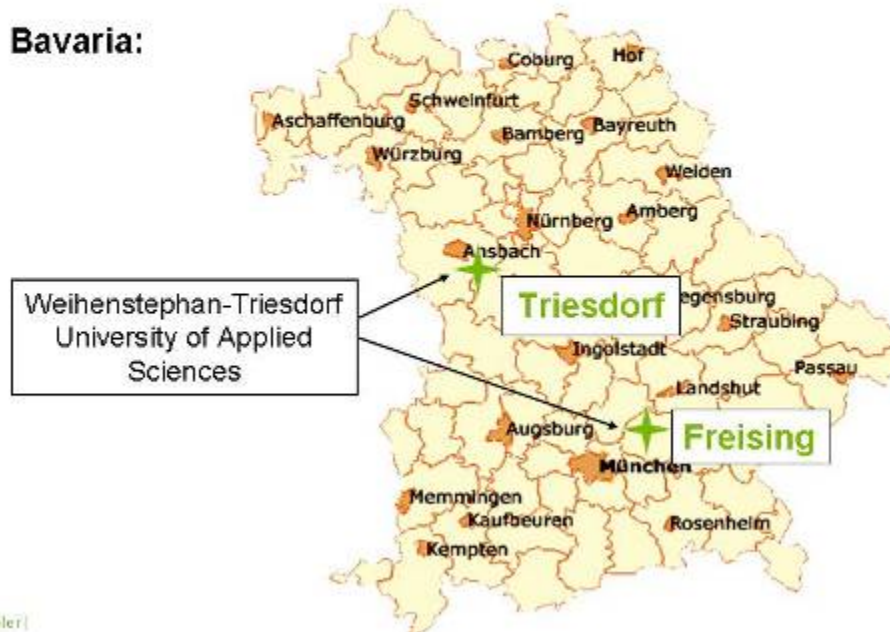 Bavaria:
Coburg
Hof
Schweinfurt
Aschaffenburg
Bamberg
Bayreuth
Würzburg
Weiden
Nürnberg
Amberg
Ansbach
Weihenstephan-Triesdorf
University of Applied
Sciences
Triesdorf
egensburg
Straubing
Ingolstadt
Passau
Landshut
Augsburg
Freising
München
Memmingen
Kaufbeuren
Rosenheim
Kempten